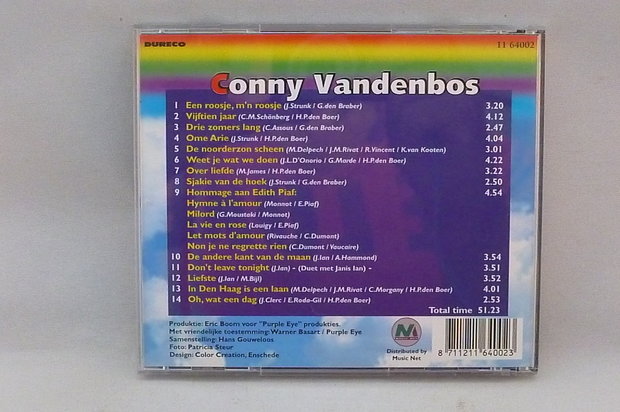 DURECO 11 64002
Conny Vandenbos
1 Een roosje, m'n roosje (J.Strunk / G.den Braber) 3.20
2 Vijftien jaar (C.M.Schönberg / H.P.den Boer) 4.12
3 Drie zomers lang (C.Assous / G.den Braber) 2.47
4 Ome Arie (J.Strunk / H.P.den Boer) 4.04
5 De noorderzon scheen (M.Delpech / J.M.Rivat / R.Vincent / K.van Kooten) 3.01
6 Weet je wat we doen (J.L.D'Onorio / G.Morde / H.P.den Boer) 4.22
7 Over liefde (M.James / H.P.den Boer) 3.22
8 Sjakie van de hoek (J.Strunk / G.den Braber) 2.50
9 Hommage aan Edith Piaf: 4.54
Hymne à l'amour (Monnot / E.Piaf)
Milord (G.Moustaki / Monnot)
La vie en rose (Louigy / E.Piaf)
Let mots d'amour (Rivauche / C.Dumont)
Non je ne regrette rien (C.Dumont / Vaucaire)
10 De andere kant van de maan (J.Ian / A.Hammond) 3.54
11 Don't leave tonight (J.Ian) - (Duet met Janis Ian) - 3.51
12 Liefste (J.Ian / M.Bijl) 3.52
13 In Den Haag is een laan (M.Delpech / J.M.Rivat / C.Morgany / H.P.den Boer) 4.01
14 Oh, wat een dag (J.Clerc / E.Roda-Gil / H.P.den Boer) 2.53
Total time 51.23
Produktie: Eric Boom voor "Purple Eye" produkties.
Met vriendelijke toestemming: Warner Basart / Purple Eye
Samenstelling: Hans Gouweloos
Foto: Patricia Steur
Design: Color Creation, Enschede
M
Distributed by
Music Net
8 711211 640023